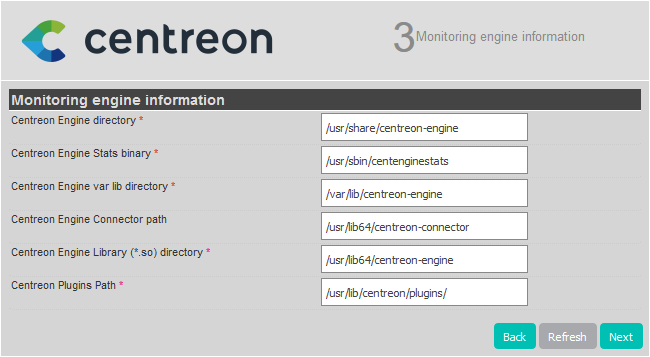 centreon
3 Monitoring engine information
Monitoring engine information
Centreon Engine directory * /usr/share/centreon-engine
Centreon Engine Stats binary * /usr/sbin/centenginestats
Centreon Engine var lib directory * /var/lib/centreon-engine
Centreon Engine Connector path /usr/lib64/centreon-connector
Centreon Engine Library (*.so) directory * /usr/lib64/centreon-engine
Centreon Plugins Path * /usr/lib/centreon/plugins/
Back Refresh Next